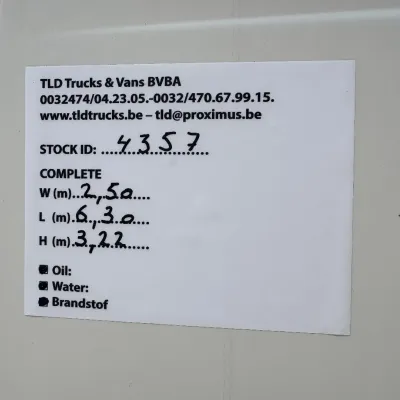 TLD Trucks & Vans BVBA
0032474/04.23.05.-0032/470.67.99.15.
www.tldtrucks.be – tld@proximus.be
STOCK ID: ...4357...
COMPLETE
W (m)..2,50....
L (m).6,30....
H (m).3,22.....
Oil:
Water:
Brandstof